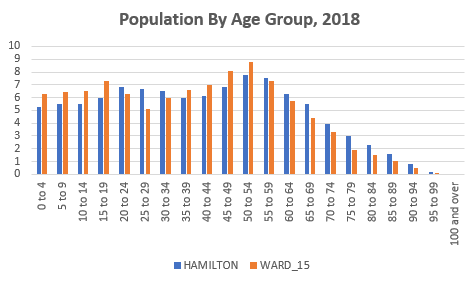 Population By Age Group, 2018
10
9
8
7
6
5
4
3
2
1
0
0 to 4
5 to 9
10 to 14
15 to 19
20 to 24
25 to 29
30 to 34
35 to 39
40 to 44
45 to 49
50 to 54
55 to 59
60 to 64
65 to 69
70 to 74
75 to 79
80 to 84
85 to 89
90 to 94
95 to 99
100 and over
HAMILTON WARD_15